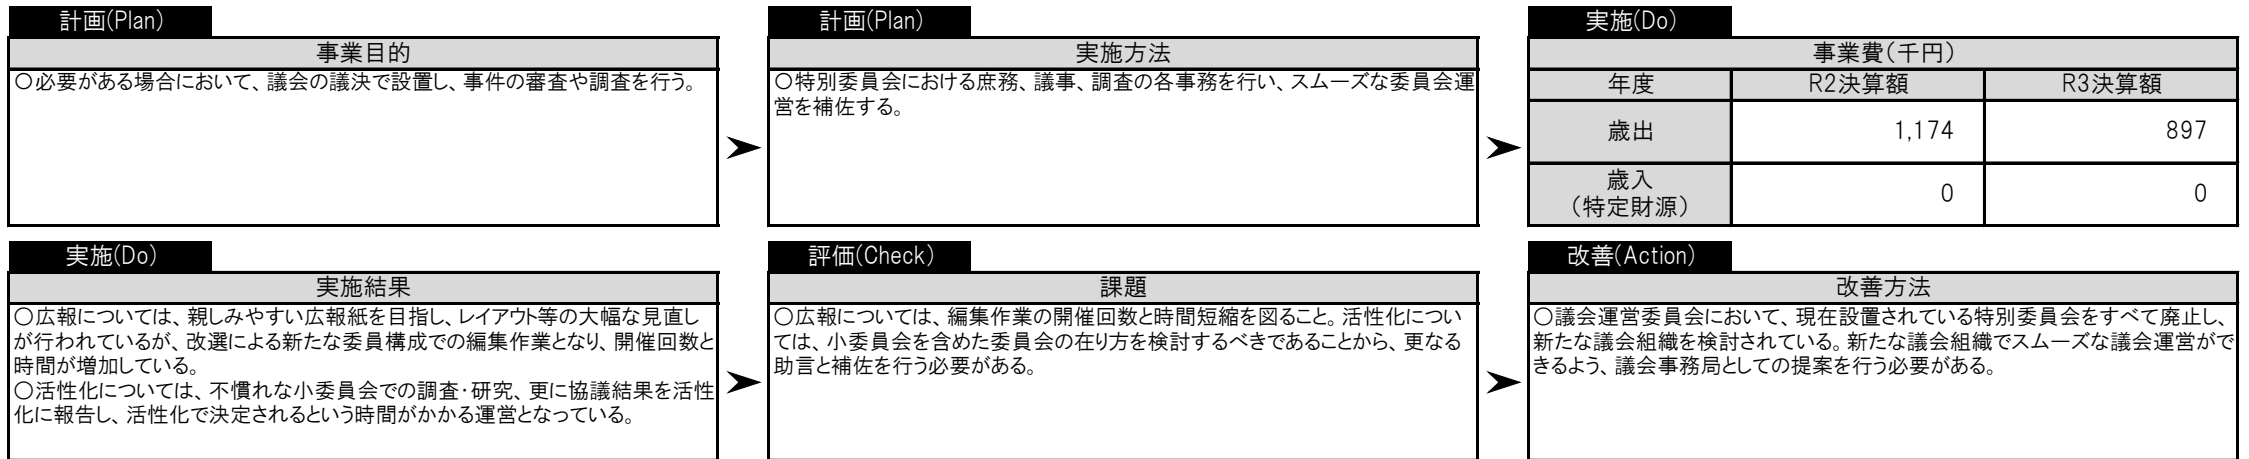 計画(Plan)
事業目的
〇必要がある場合において、議会の議決で設置し、事件の審査や調査を行う。
計画(Plan)
実施方法
〇特別委員会における庶務、議事、調査の各事務を行い、スムーズな委員会運
営を補佐する。
実施(Do)
事業費(千円)
年度 R2決算額 R3決算額
歳出 1,174 897
歳入
(特定財源) 0 0
実施(Do)
実施結果
〇広報については、親しみやすい広報紙を目指し、レイアウト等の大幅な見直し
が行われているが、改選による新たな委員構成での編集作業となり、開催回数と
時間が増加している。
〇活性化については、不慣れな小委員会での調査・研究、更に協議結果を活性
化に報告し、活性化で決定されるという時間がかかる運営となっている。
評価(Check)
課題
〇広報については、編集作業の開催回数と時間短縮を図ること。活性化につい
ては、小委員会を含めた委員会の在り方を検討するべきであることから、更なる
助言と補佐を行う必要がある。
改善(Action)
改善方法
〇議会運営委員会において、現在設置されている特別委員会をすべて廃止し、
新たな議会組織を検討されている。新たな議会組織でスムーズな議会運営がで
きるよう、議会事務局としての提案を行う必要がある。